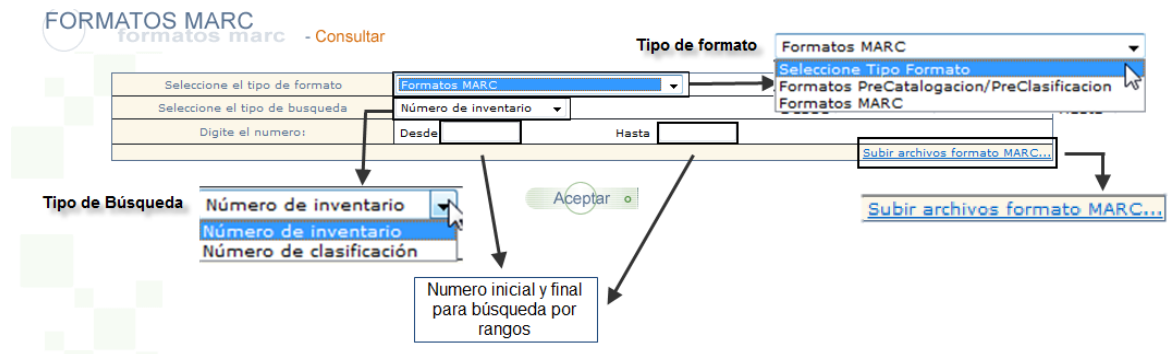 FORMATOS MARC
formatos marc - Consultar
Tipo de formato
Formatos MARC
Seleccione Tipo Formato
Formatos PreCatalogacion/PreClasificacion
Formatos MARC
Seleccione el tipo de formato
Formatos MARC
Seleccione el tipo de busqueda
Número de inventario
Digite el numero:
Desde
Hasta
Subir archivos formato MARC...
Tipo de Búsqueda
Número de inventario
Número de inventario
Número de clasificación
Aceptar
Subir archivos formato MARC...
Numero inicial y final
para búsqueda por
rangos